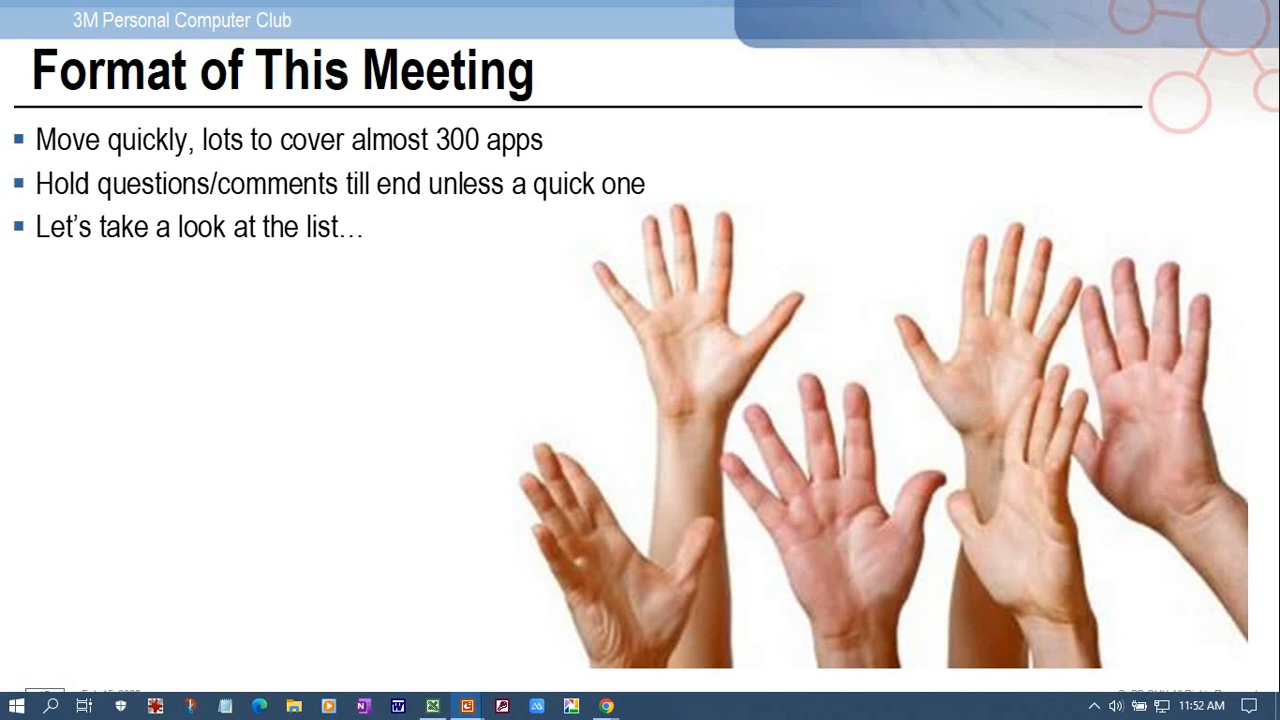 3M Personal Computer Club
Format of This Meeting
Move quickly, lots to cover almost 300 apps
Hold questions/comments till end unless a quick one
Let’s take a look at the list…
11:52 AM